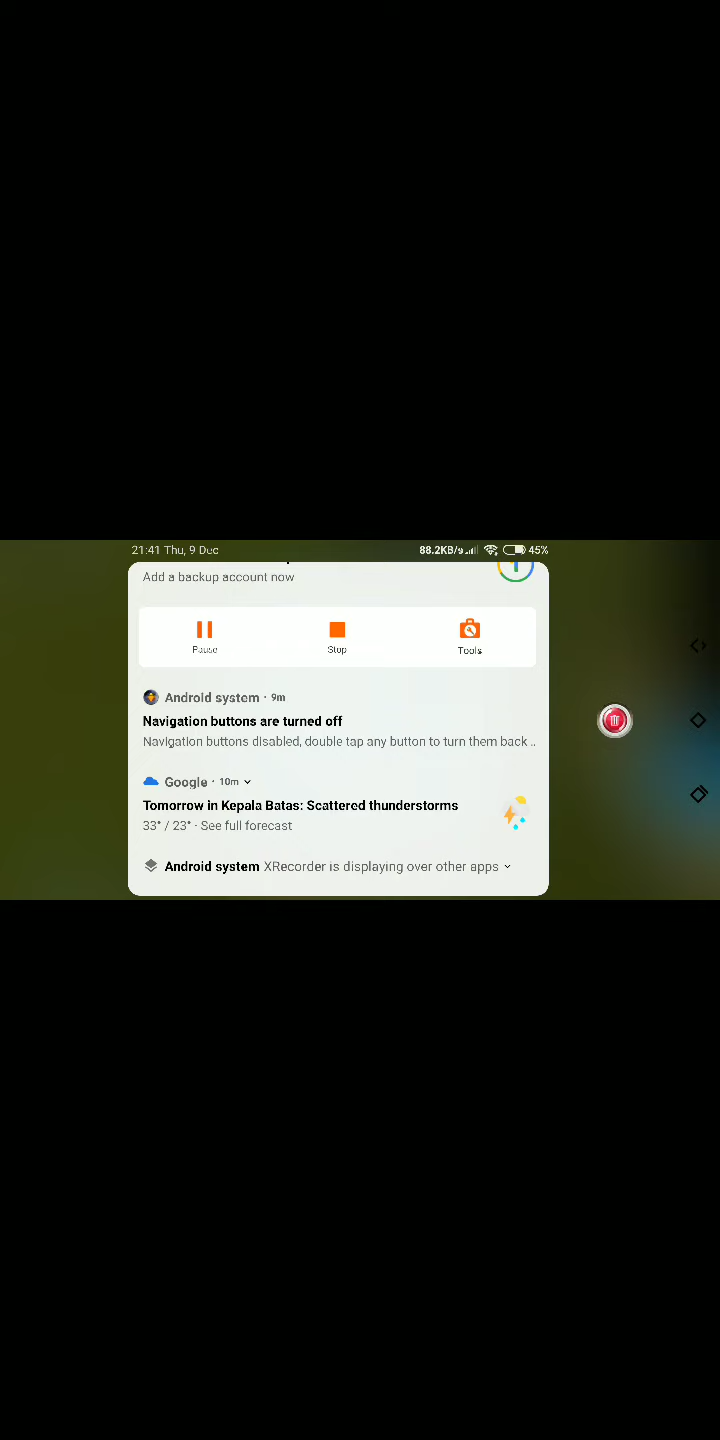 21:41 Thu, 9 Dec 88.2KB/s 45%
Add a backup account now
Pause Stop Tools
Android system · 9m
Navigation buttons are turned off
Navigation buttons disabled, double tap any button to turn them back ..
Google · 10m
Tomorrow in Kepala Batas: Scattered thunderstorms
33° / 23° · See full forecast
Android system XRecorder is displaying over other apps